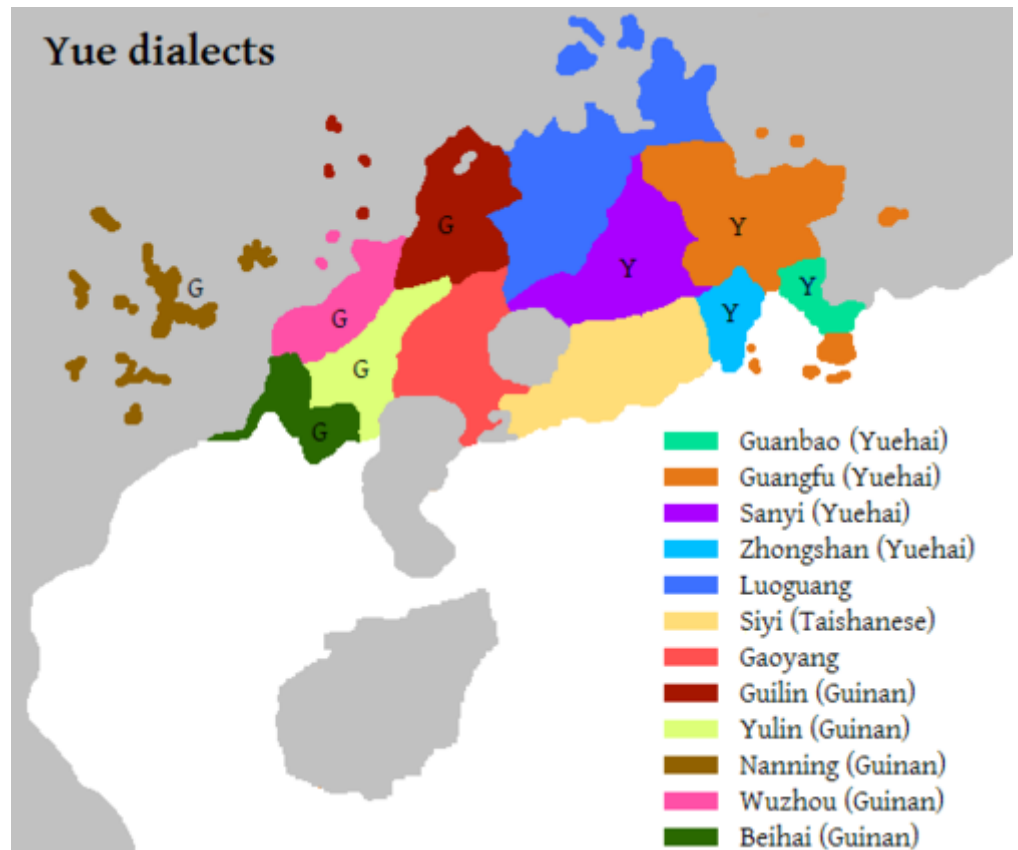 Yue dialects
G
Y
G
Y
G
Y
G
Y
G
G
Guanbao (Yuehai)
Guangfu (Yuehai)
Sanyi (Yuehai)
Zhongshan (Yuehai)
Luoguang
Siyi (Taishanese)
Gaoyang
Guilin (Guinan)
Yulin (Guinan)
Nanning (Guinan)
Wuzhou (Guinan)
Beihai (Guinan)